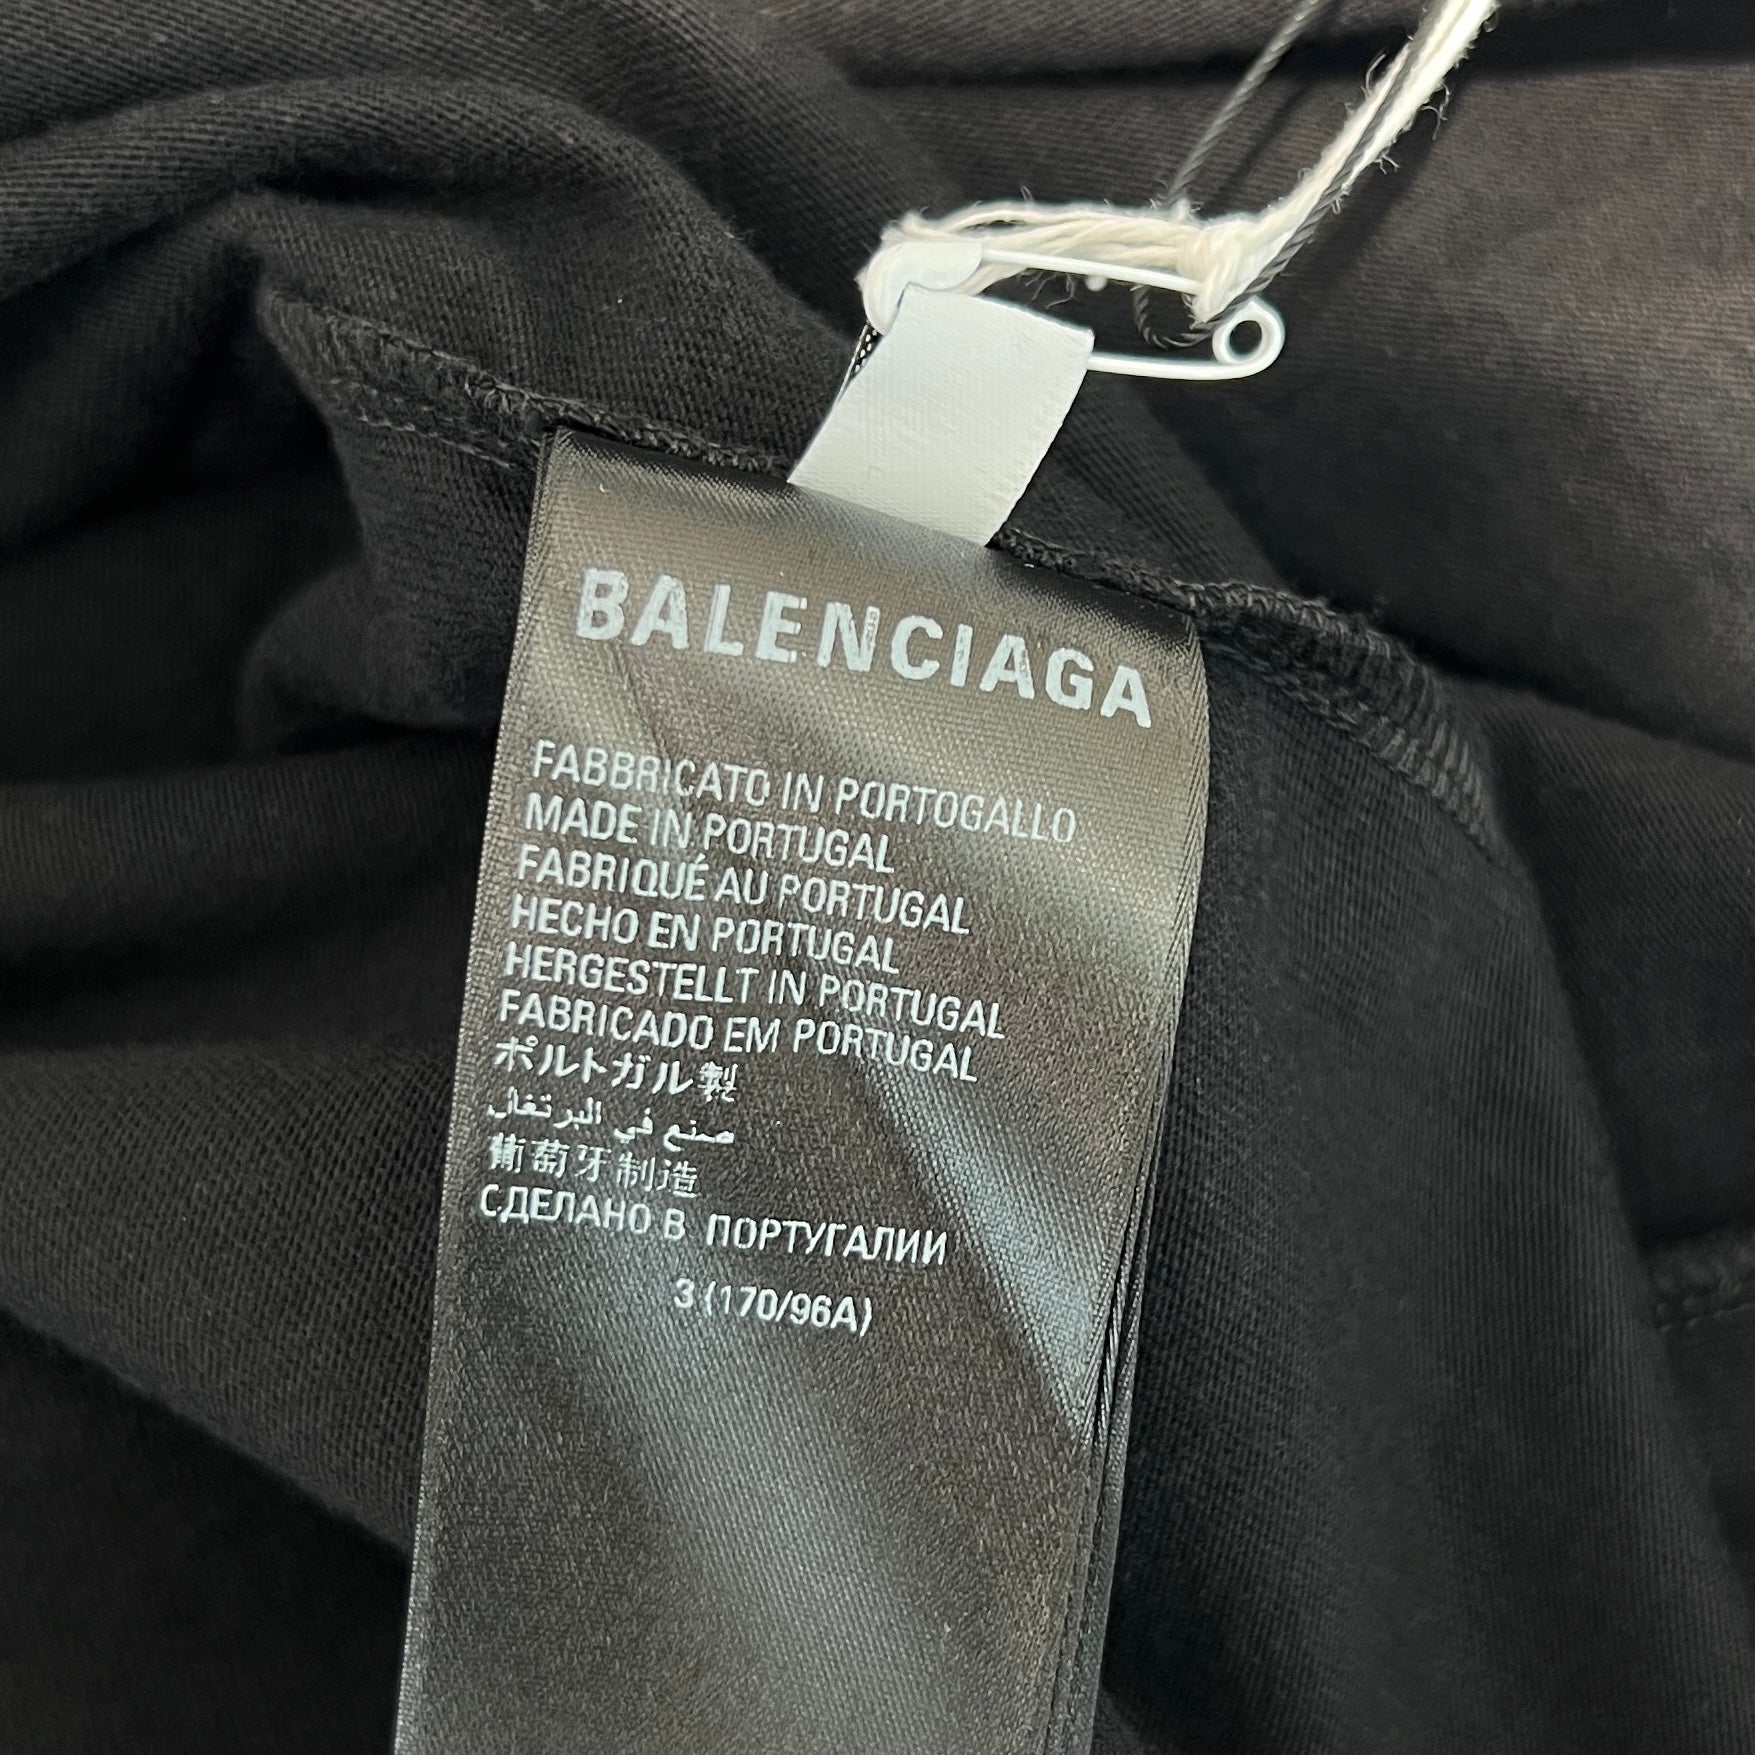 BALENCIAGA
FABBRICATO IN PORTOGALLO
MADE IN PORTUGAL
FABRIQUÉ AU PORTUGAL
HECHO EN PORTUGAL
HERGESTELLT IN PORTUGAL
FABRICADO EM PORTUGAL
ポルトガル製
صنع في البرتغال
葡萄牙制造
СДЕЛАНО В ПОРТУГАЛИИ
3 (170/96A)